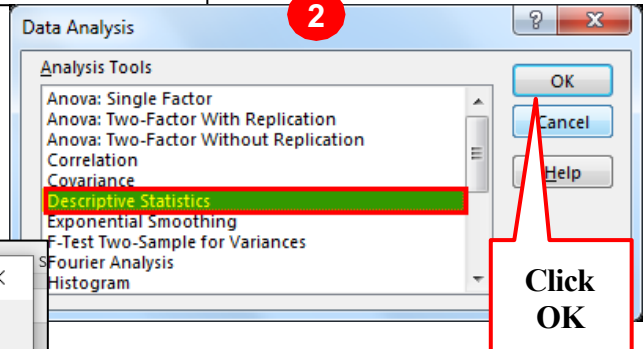 2
Data Analysis
Analysis Tools
Anova: Single Factor
Anova: Two-Factor With Replication
Anova: Two-Factor Without Replication
Correlation
Covariance
Descriptive Statistics
Exponential Smoothing
F-Test Two-Sample for Variances
Fourier Analysis
Histogram
OK
Cancel
Help
Click
OK